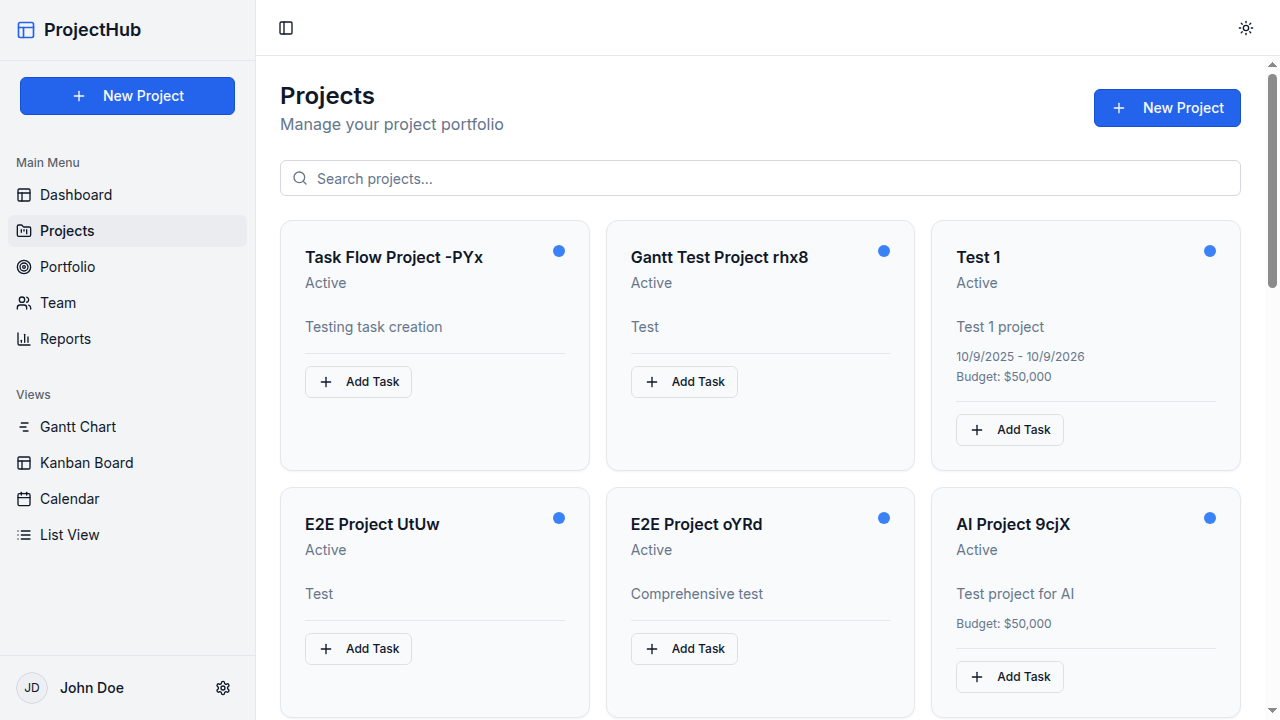 ProjectHub
New Project
Main Menu
Dashboard
Projects
Portfolio
Team
Reports
Views
Gantt Chart
Kanban Board
Calendar
List View
JD
John Doe
Projects
Manage your project portfolio
New Project
Search projects...
Task Flow Project -PYx
Active
Testing task creation
Add Task
Gantt Test Project rhx8
Active
Test
Add Task
Test 1
Active
Test 1 project
10/9/2025 - 10/9/2026
Budget: $50,000
Add Task
E2E Project UtUw
Active
Test
Add Task
E2E Project oYRd
Active
Comprehensive test
Add Task
AI Project 9cjX
Active
Test project for AI
Budget: $50,000
Add Task